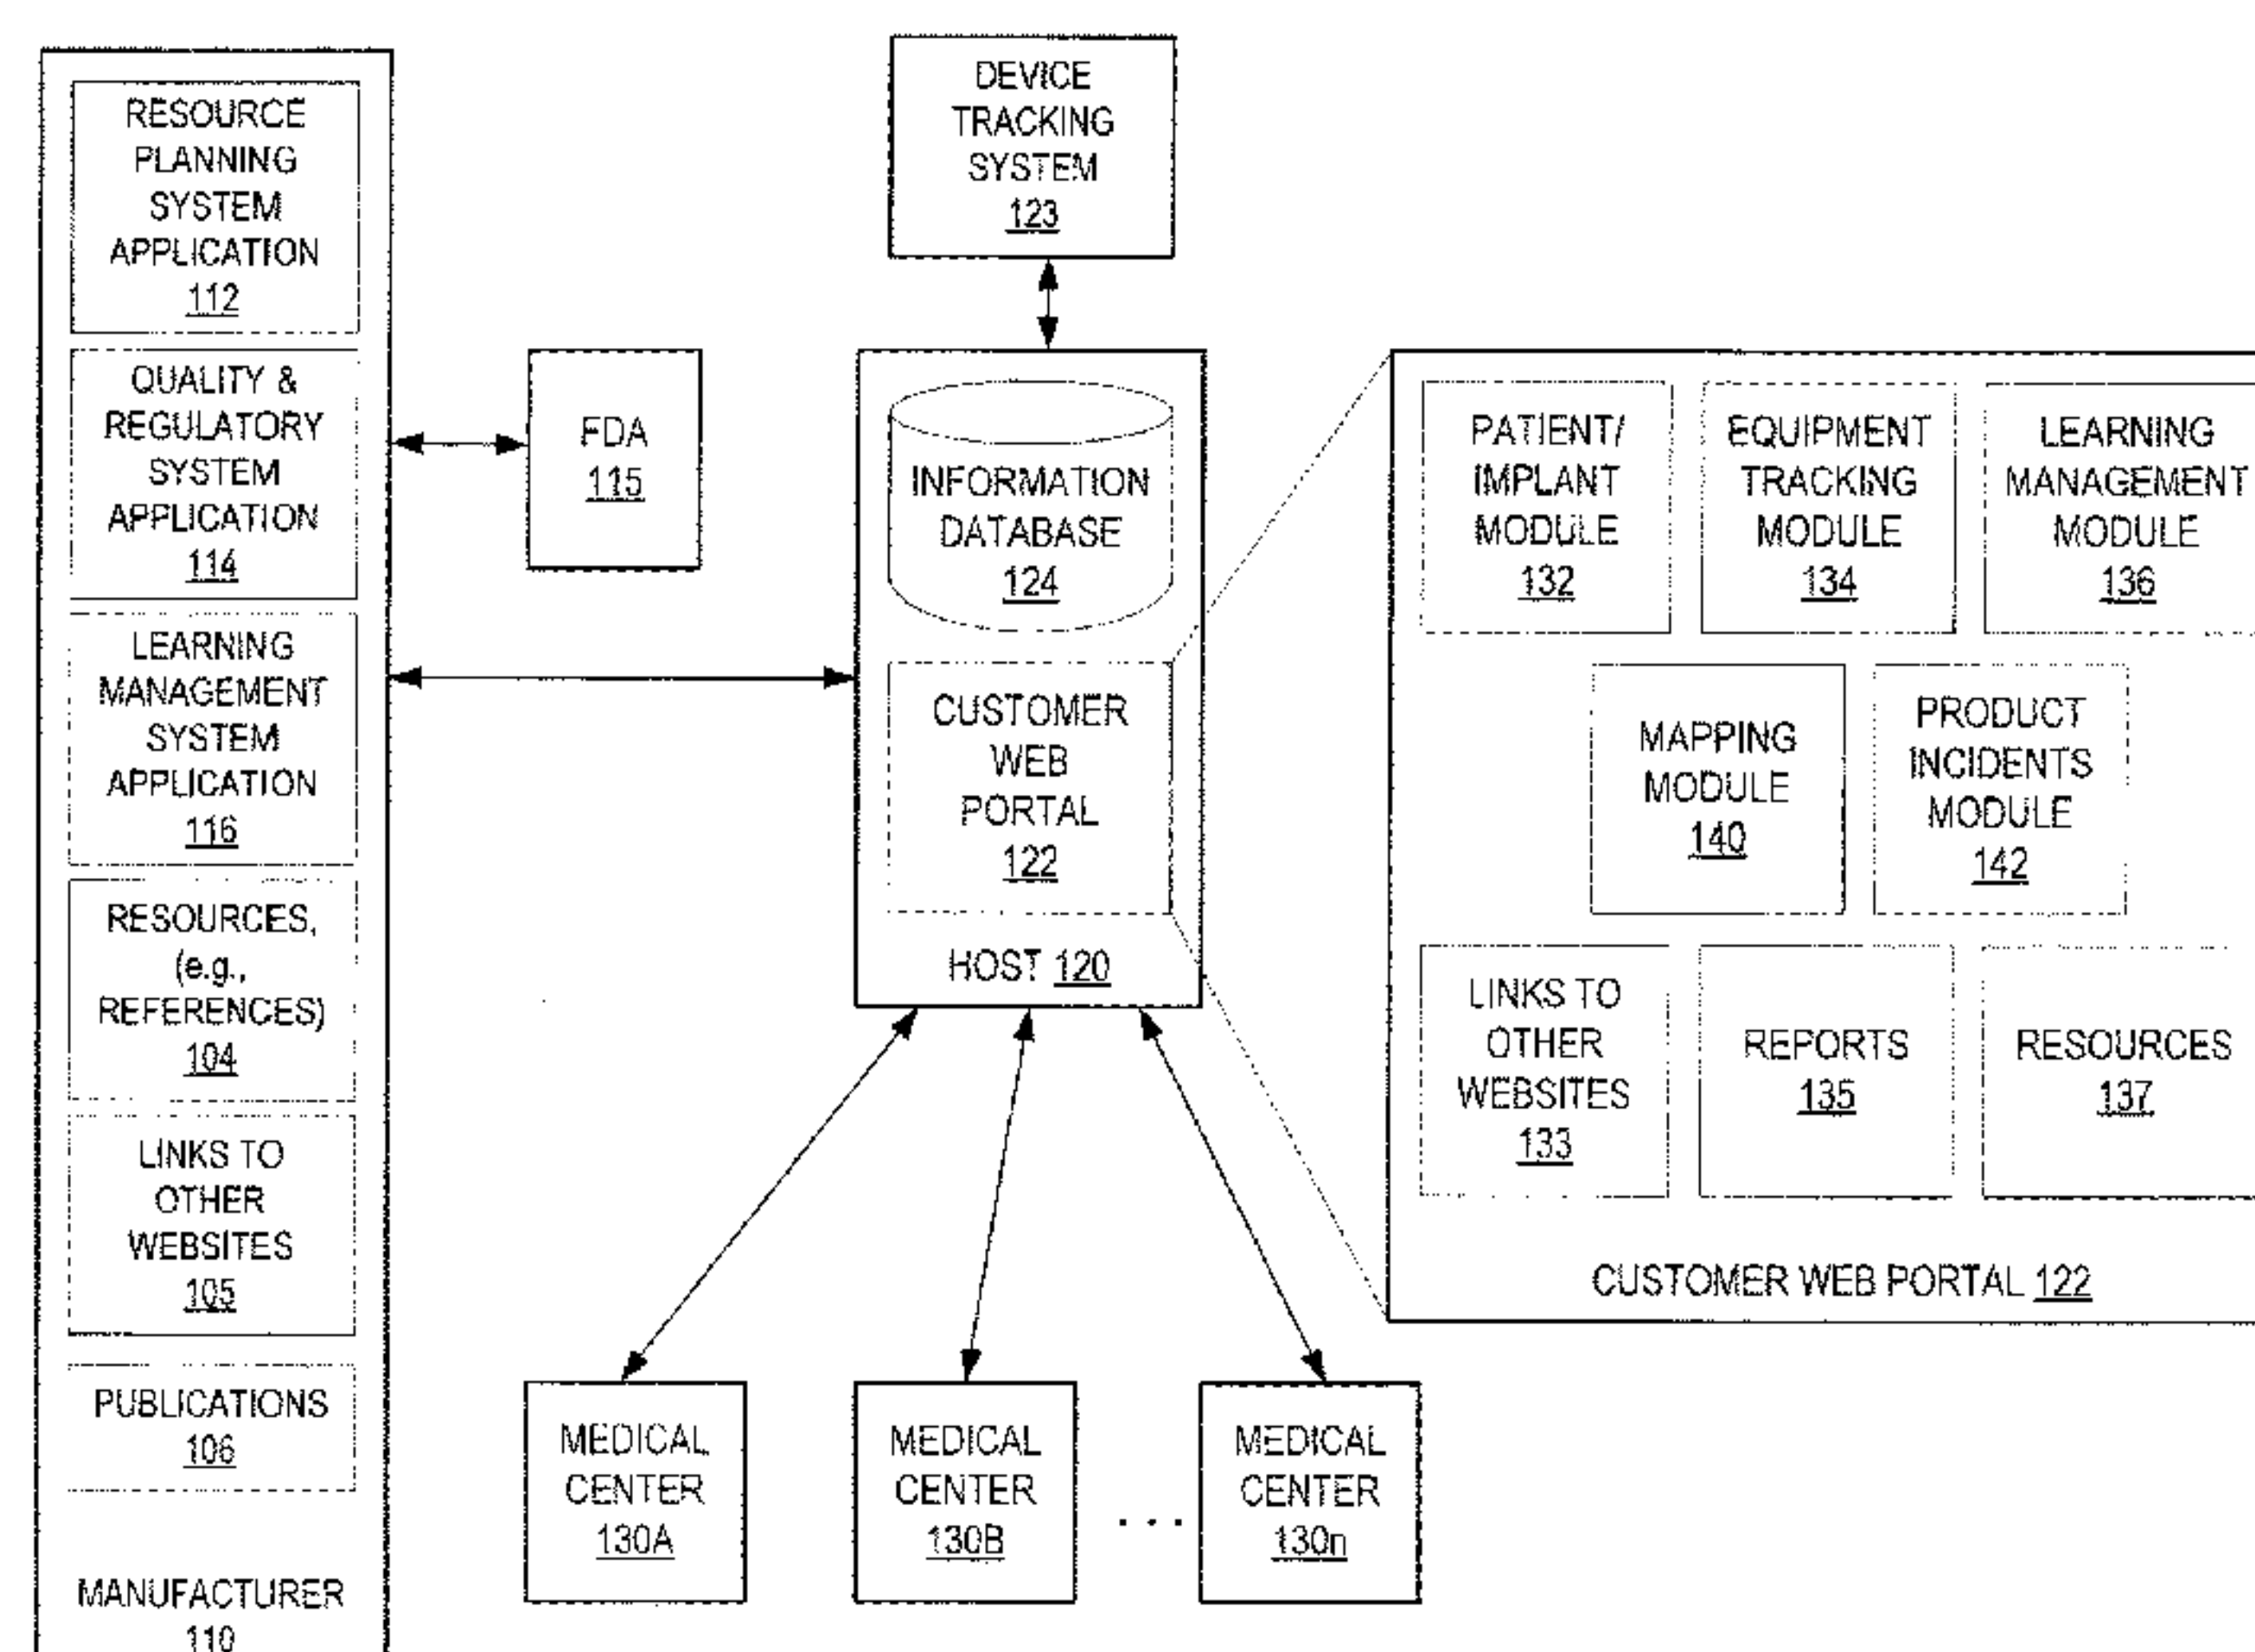 RESOURCE
PLANNING
SYSTEM
APPLICATION
112
QUALITY &
REGULATORY
SYSTEM
APPLICATION
114
LEARNING
MANAGEMENT
SYSTEM
APPLICATION
116
RESOURCES,
(e.g.,
REFERENCES)
104
LINKS TO
OTHER
WEBSITES
105
PUBLICATIONS
106
MANUFACTURER
110
FDA
115
DEVICE
TRACKING
SYSTEM
123
INFORMATION
DATABASE
124
CUSTOMER
WEB
PORTAL
122
HOST 120
MEDICAL
CENTER
130A
MEDICAL
CENTER
130B
...
MEDICAL
CENTER
130n
PATIENT/
IMPLANT
MODULE
132
EQUIPMENT
TRACKING
MODULE
134
LEARNING
MANAGEMENT
MODULE
136
MAPPING
MODULE
140
PRODUCT
INCIDENTS
MODULE
142
LINKS TO
OTHER
WEBSITES
133
REPORTS
135
RESOURCES
137
CUSTOMER WEB PORTAL 122